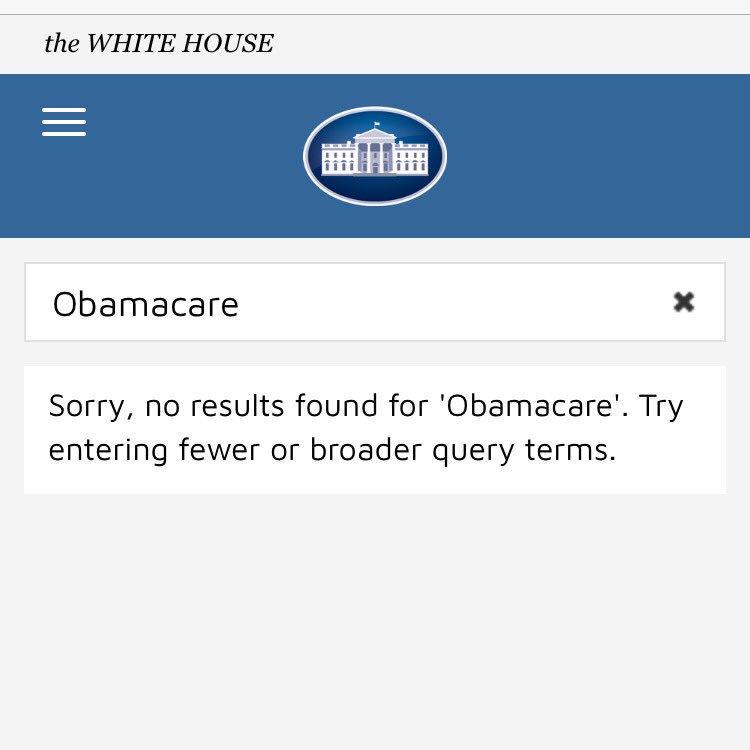 the WHITE HOUSE
Obamacare
Sorry, no results found for 'Obamacare'. Try
entering fewer or broader query terms.